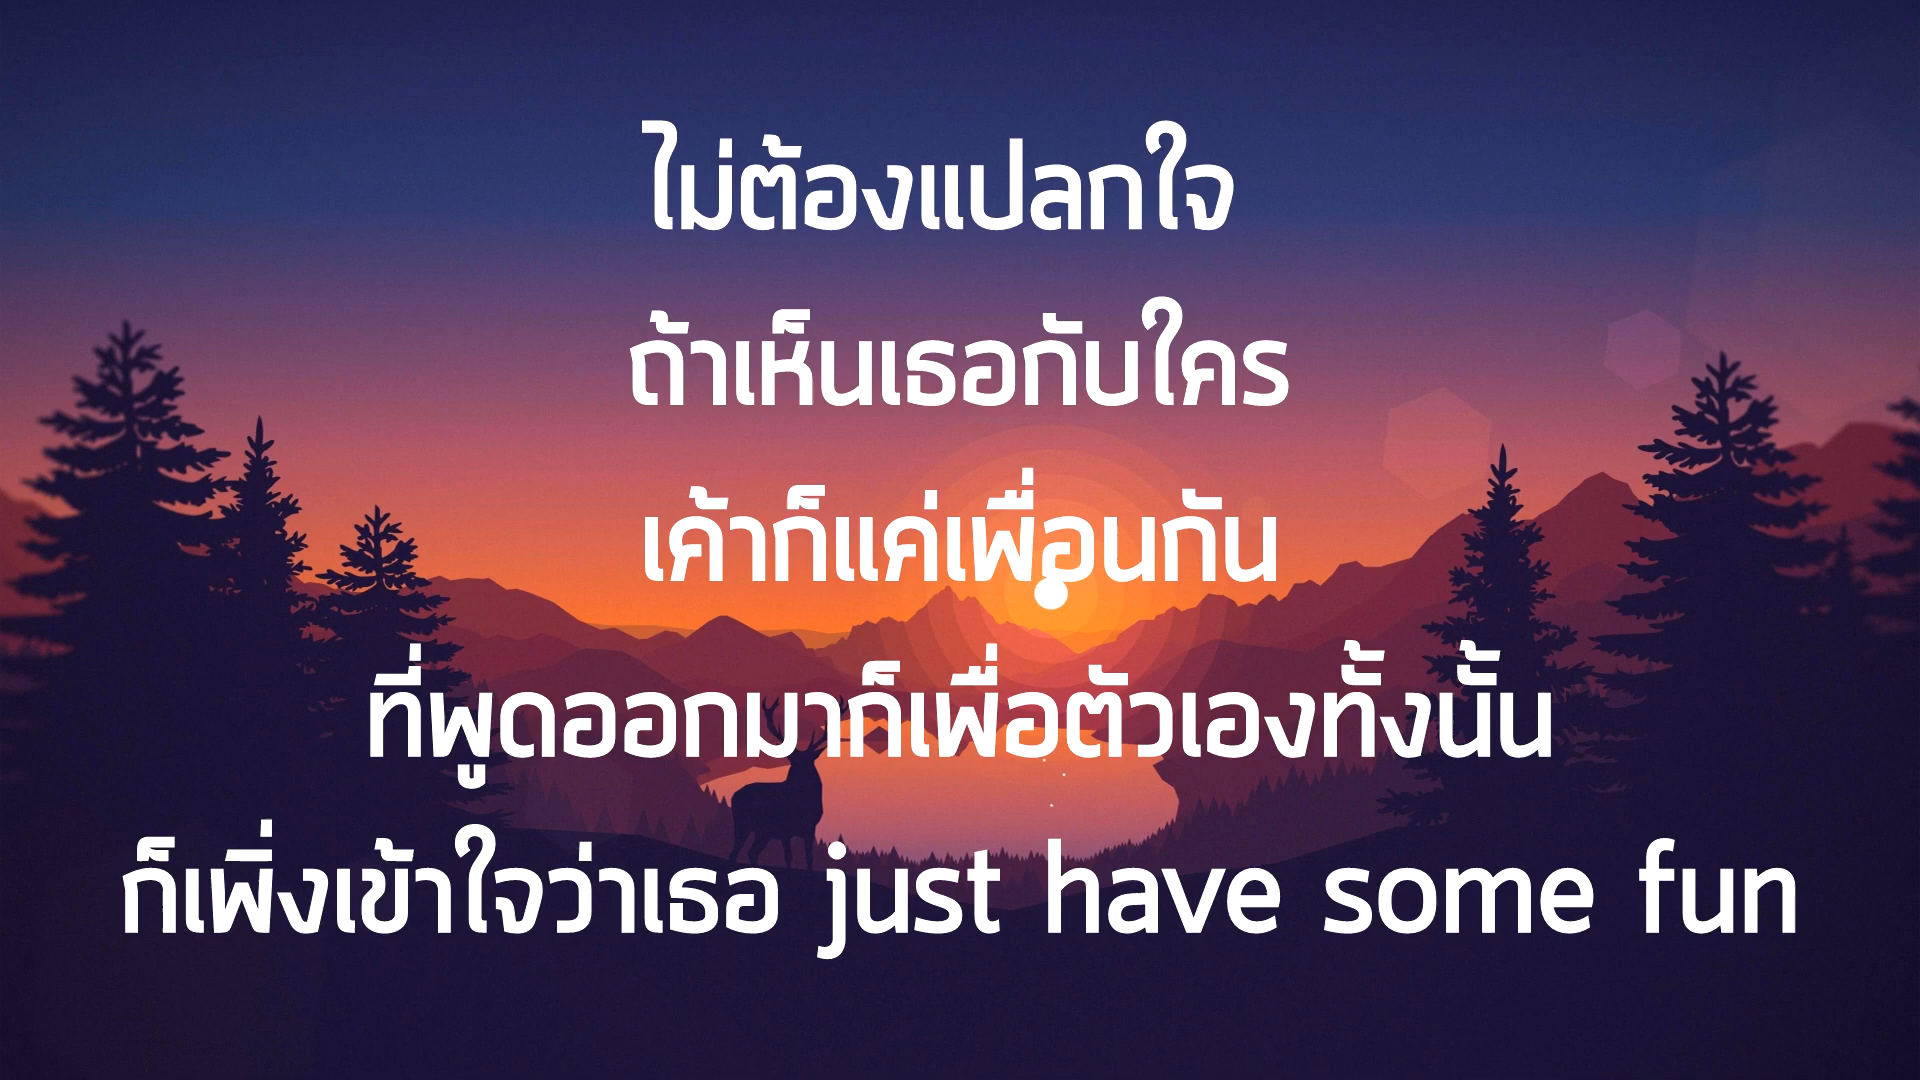 ไม่ต้องแปลกใจ
ถ้าเห็นเธอกับใคร
เค้าก็แค่เพื่อนกัน
ที่พูดออกมาก็เพื่อตัวเองทั้งนั้น
ก็เพิ่งเข้าใจว่าเธอ just have some fun